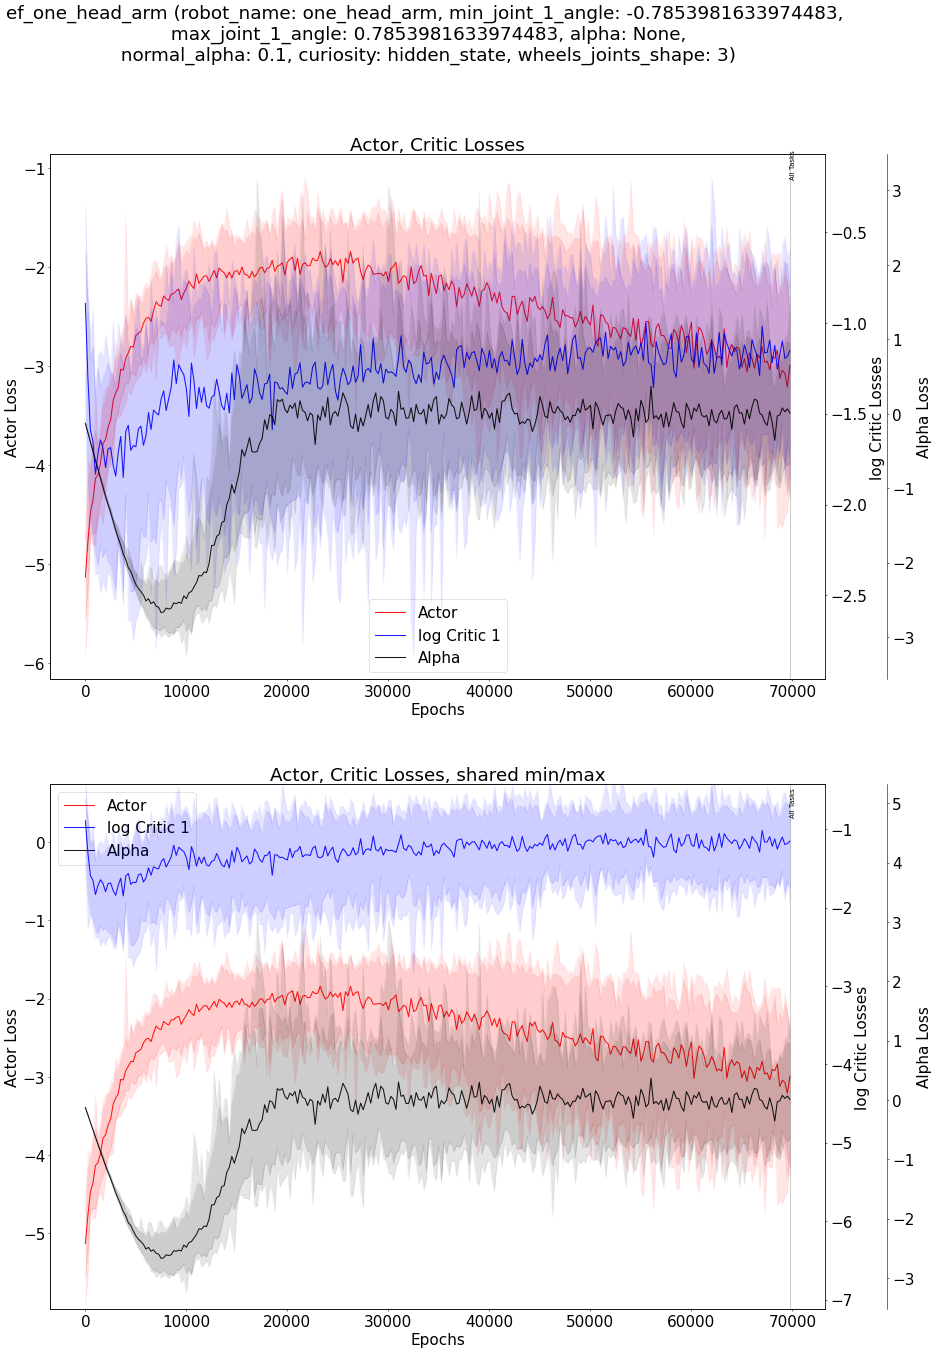 ef_one_head_arm (robot_name: one_head_arm, min_joint_1_angle: -0.7853981633974483,
max_joint_1_angle: 0.7853981633974483, alpha: None,
normal_alpha: 0.1, curiosity: hidden_state, wheels_joints_shape: 3)
Actor, Critic Losses
All Tasks
−1
−2
−3
−4
−5
−6
Actor Loss
−0.5
−1.0
−1.5
−2.0
−2.5
log Critic Losses
3
2
1
0
−1
−2
−3
Alpha Loss
Actor
log Critic 1
Alpha
0
10000
20000
30000
40000
50000
60000
70000
Epochs
Actor, Critic Losses, shared min/max
All Tasks
Actor
log Critic 1
Alpha
0
−1
−2
−3
−4
−5
Actor Loss
−1
−2
−3
−4
−5
−6
−7
log Critic Losses
5
4
3
2
1
0
−1
−2
−3
Alpha Loss
0
10000
20000
30000
40000
50000
60000
70000
Epochs